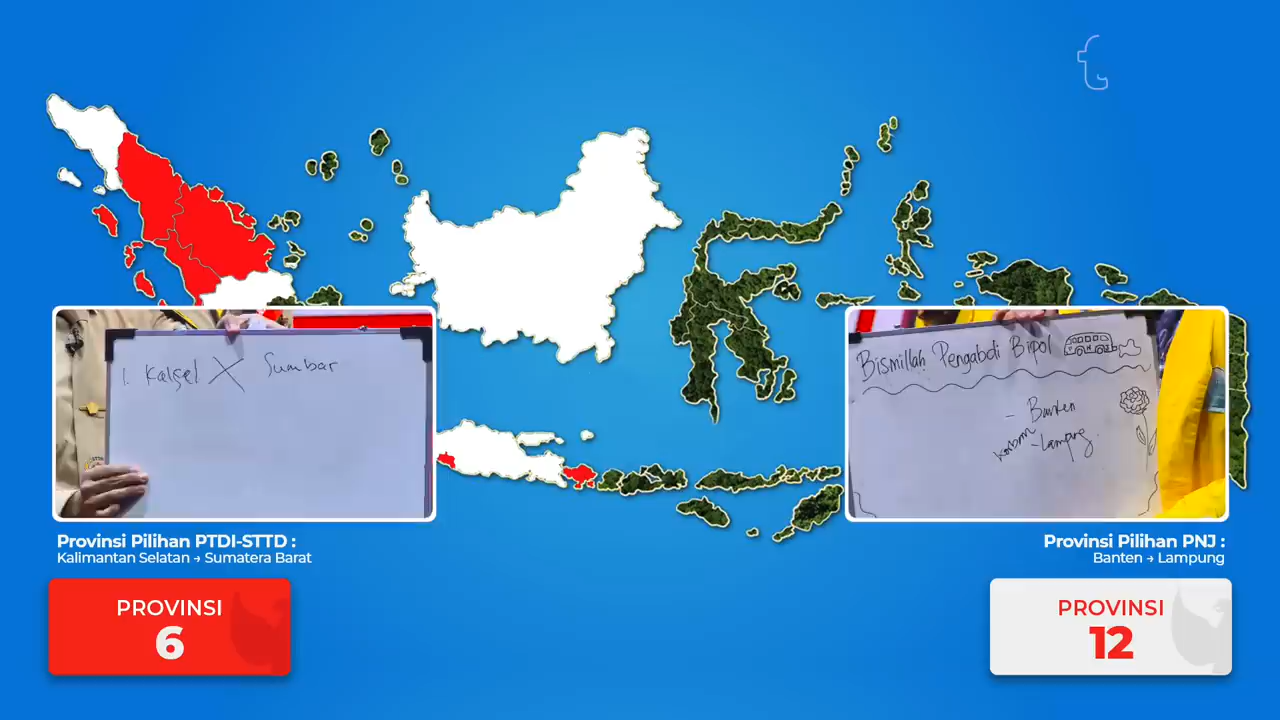 1. Kalsel X Sumbar
Bismillah Pengabdi Bipol
- Banten
- Lampung
Provinsi Pilihan PTDI-STTD :
Kalimantan Selatan → Sumatera Barat
Provinsi Pilihan PNJ :
Banten → Lampung
PROVINSI
6
PROVINSI
12
t